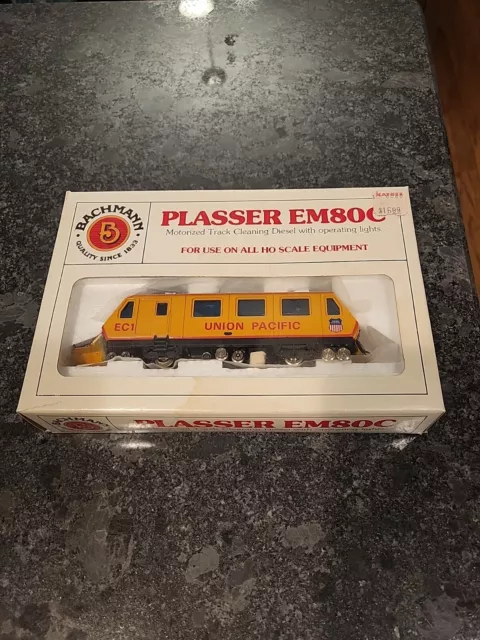 BACHMANN
QUALITY SINCE 1833
PLASSER EM80C
Motorized Track Cleaning Diesel with operating lights
FOR USE ON ALL HO SCALE EQUIPMENT
EC1
UNION PACIFIC
PLASSER EM80C